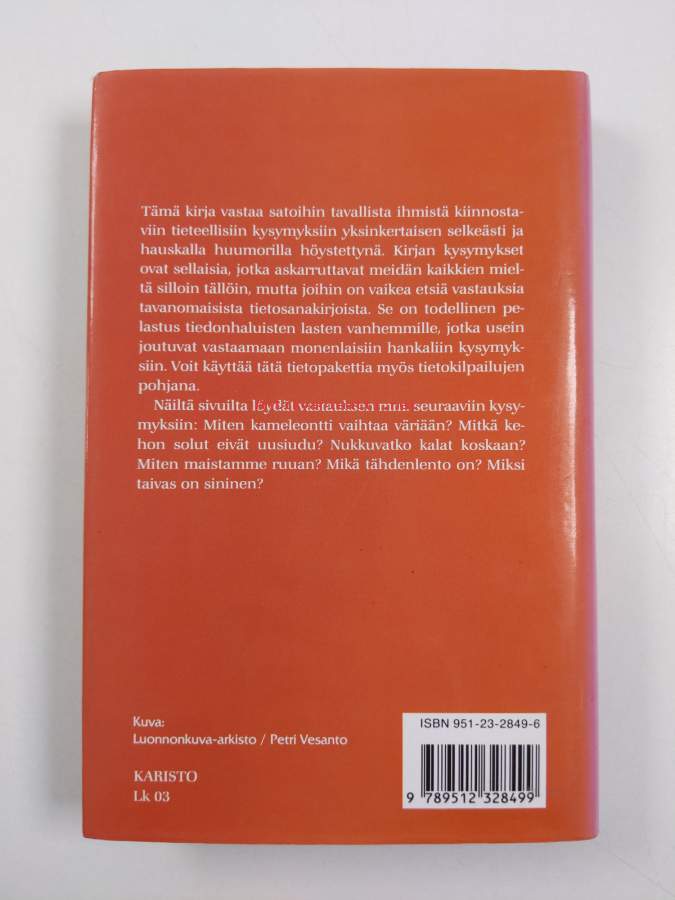 Tämä kirja vastaa satoihin tavallista ihmistä kiinnosta-
viin tieteellisiin kysymyksiin yksinkertaisen selkeästi ja
hauskalla huumorilla höystettynä. Kirjan kysymykset
ovat sellaisia, jotka askarruttavat meidän kaikkien miel-
tä silloin tällöin, mutta joihin on vaikea etsiä vastauksia
tavanomaisista tietosanakirjoista. Se on todellinen pe-
lastus tiedonhaluisten lasten vanhemmille, jotka usein
joutuvat vastaamaan monenlaisiin hankaliin kysymyk-
siin. Voit käyttää tätä tietopakettia myös tietokilpailujen
pohjana.
Näiltä sivuilta löydät vastauksen mm. seuraaviin kysy-
myksiin: Miten kameleontti vaihtaa väriään? Mitkä ke-
hon solut eivät uusiudu? Nukkuvatko kalat koskaan?
Miten maistamme ruuan? Mikä tähdenlento on? Miksi
taivas on sininen?
Kuva:
Luonnonkuva-arkisto / Petri Vesanto
KARISTO
Lk 03
ISBN 951-23-2849-6
9 789512 328499